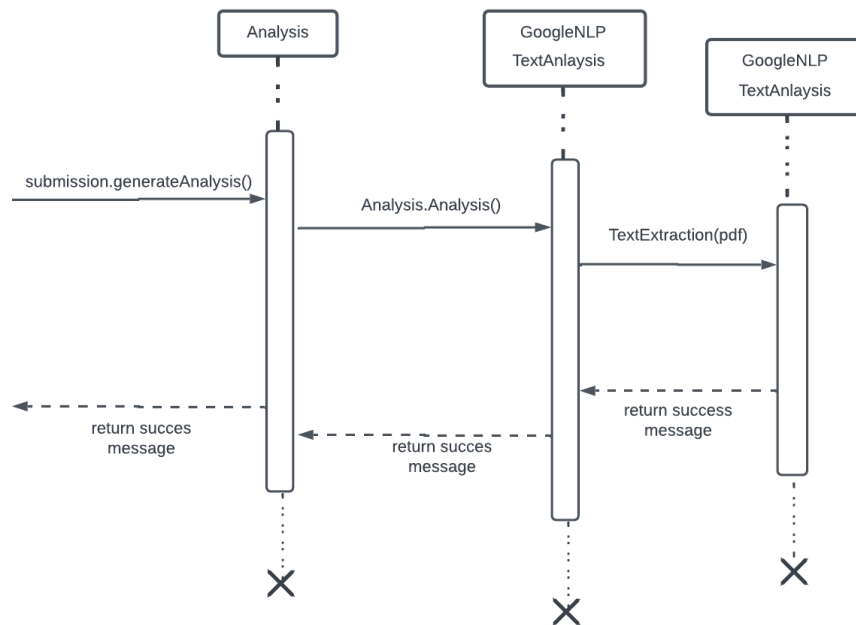 Analysis
GoogleNLP
TextAnlaysis
GoogleNLP
TextAnlaysis
submission.generateAnalysis()
Analysis.Analysis()
TextExtraction(pdf)
return success
message
return succes
message
return succes
message